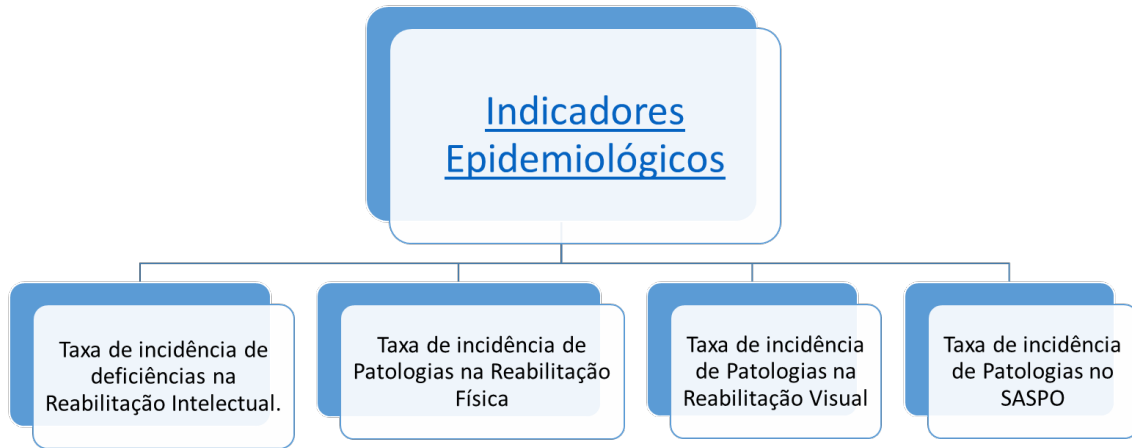 Indicadores
Epidemiológicos
Taxa de incidência de
deficiências na
Reabilitação Intelectual.
Taxa de incidência de
Patologias na Reabilitação
Física
Taxa de incidência
de Patologias na
Reabilitação Visual
Taxa de incidência
de Patologias no
SASPO